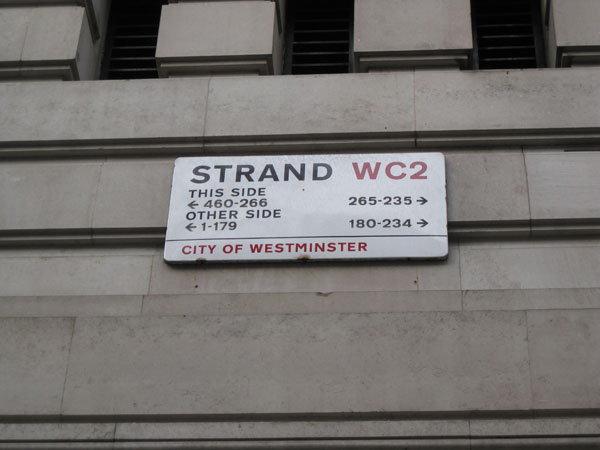 STRAND WC2
THIS SIDE
← 460-266 265-235 →
OTHER SIDE
← 1-179 180-234 →
CITY OF WESTMINSTER